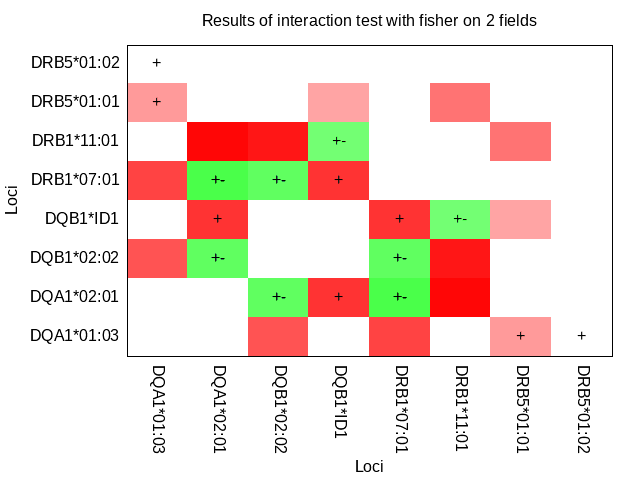 Results of interaction test with fisher on 2 fields
DRB5*01:02 +
DRB5*01:01 +
DRB1*11:01 +-
DRB1*07:01 +- +- +
DQB1*ID1 + + +-
DQB1*02:02 +- +-
DQA1*02:01 +- + +-
DQA1*01:03 + +
Loci
DQA1*01:03
DQA1*02:01
DQB1*02:02
DQB1*ID1
DRB1*07:01
DRB1*11:01
DRB5*01:01
DRB5*01:02
Loci